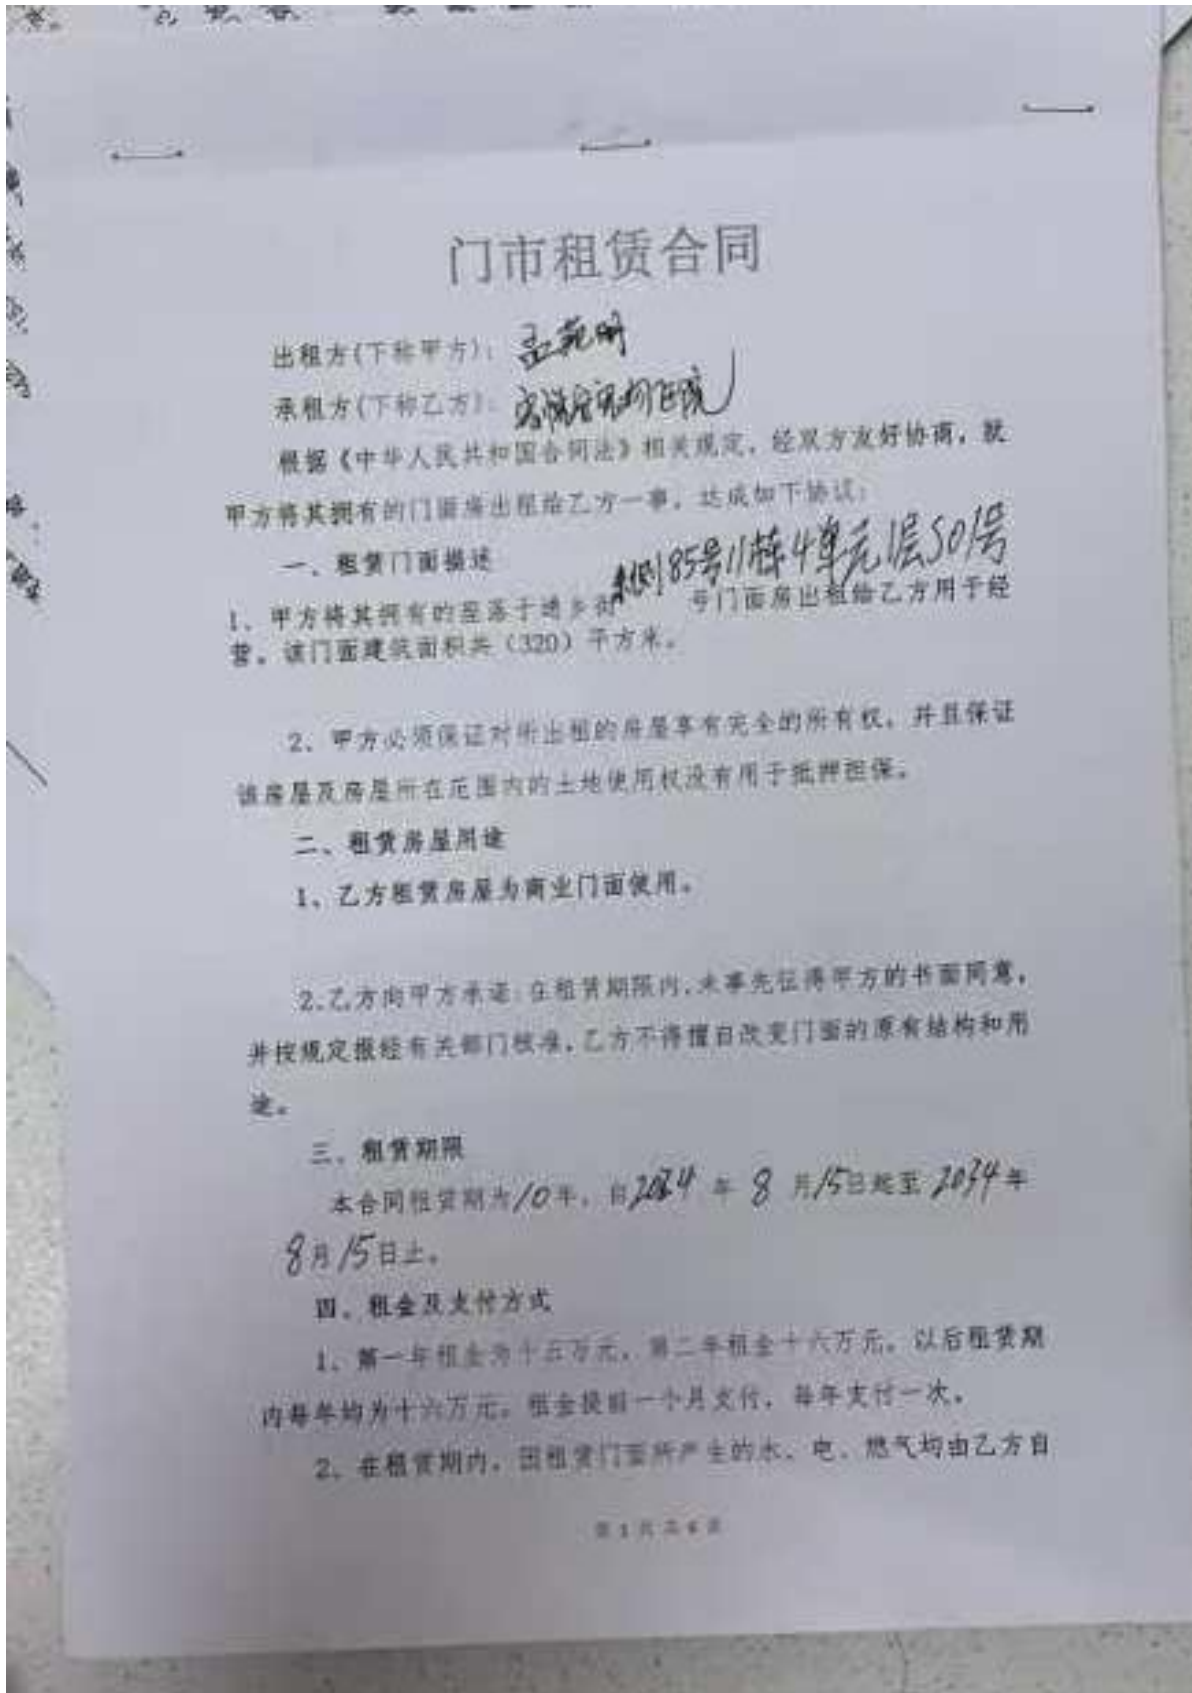 门市租赁合同
出租方(下称甲方):
承租方(下称乙方):
根据《中华人民共和国合同法》相关规定，经双方友好协商，就
甲方将其拥有的门面房出租给乙方一事，达成如下协议：
一、租赁门面描述
85号11栋4单元1层501号
1、甲方将其拥有的座落于通乡街 号门面房出租给乙方用于经
营。该门面建筑面积共（320）平方米。
2、甲方必须保证对所出租的房屋享有完全的所有权，并且保证
该房屋及房屋所在范围内的土地使用权没有用于抵押担保。
二、租赁房屋用途
1、乙方租赁房屋为商业门面使用。
2.乙方向甲方承诺:在租赁期限内,未事先征得甲方的书面同意,
并按规定报经有关部门核准,乙方不得擅自改变门面的原有结构和用
途。
三、租赁期限
本合同租赁期为10年，自 年 8 月15日起至 2034年
8月15日止。
四、租金及支付方式
1、第一年租金为十五万元，第二年租金十六万元。以后租赁期
内每年均为十六万元。租金提前一个月支付，每年支付一次。
2、在租赁期内，因租赁门面所产生的水、电、燃气均由乙方自
第1页共6页